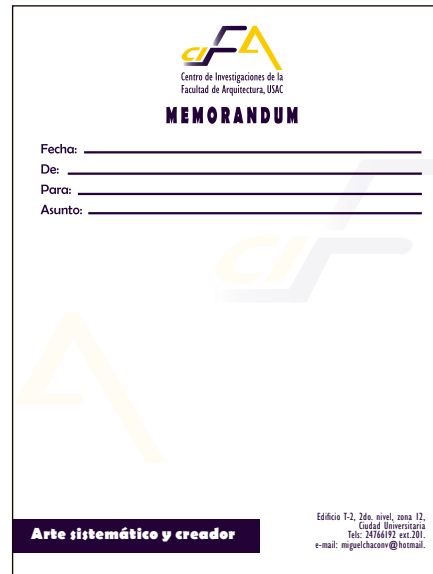 CIFA
Centro de Investigaciones de la
Facultad de Arquitectura, USAC
MEMORANDUM
Fecha:
De:
Para:
Asunto:
CIF
A
Arte sistemático y creador
Edificio T-2, 2do. nivel, zona 12,
Ciudad Universitaria
Tels: 24766192 ext.201.
e-mail: miguelchaconv@hotmail.